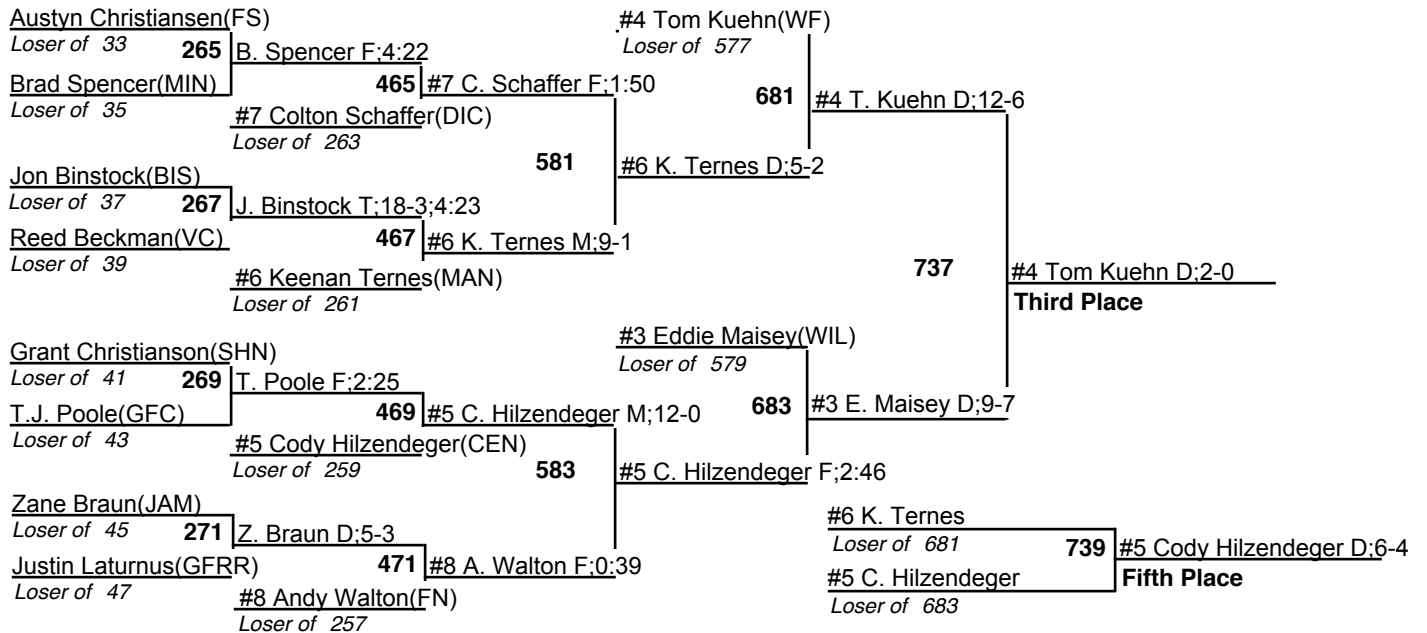 Austyn Christiansen(FS)
Loser of 33
265
B. Spencer F;4:22
Brad Spencer(MIN)
Loser of 35
465
#7 C. Schaffer F;1:50
#7 Colton Schaffer(DIC)
Loser of 263
581
#6 K. Ternes D;5-2
Jon Binstock(BIS)
Loser of 37
267
J. Binstock T;18-3;4:23
Reed Beckman(VC)
Loser of 39
467
#6 K. Ternes M;9-1
#6 Keenan Ternes(MAN)
Loser of 261
Grant Christianson(SHN)
Loser of 41
269
T. Poole F;2:25
T.J. Poole(GFC)
Loser of 43
469
#5 C. Hilzendeger M;12-0
#5 Cody Hilzendeger(CEN)
Loser of 259
583
#5 C. Hilzendeger F;2:46
Zane Braun(JAM)
Loser of 45
271
Z. Braun D;5-3
Justin Laturnus(GFRR)
Loser of 47
471
#8 A. Walton F;0:39
#8 Andy Walton(FN)
Loser of 257
#4 Tom Kuehn(WF)
Loser of 577
681
#4 T. Kuehn D;12-6
#3 Eddie Maisey(WIL)
Loser of 579
683
#3 E. Maisey D;9-7
737
#4 Tom Kuehn D;2-0
Third Place
#6 K. Ternes
Loser of 681
739
#5 Cody Hilzendeger D;6-4
#5 C. Hilzendeger
Fifth Place
Loser of 683